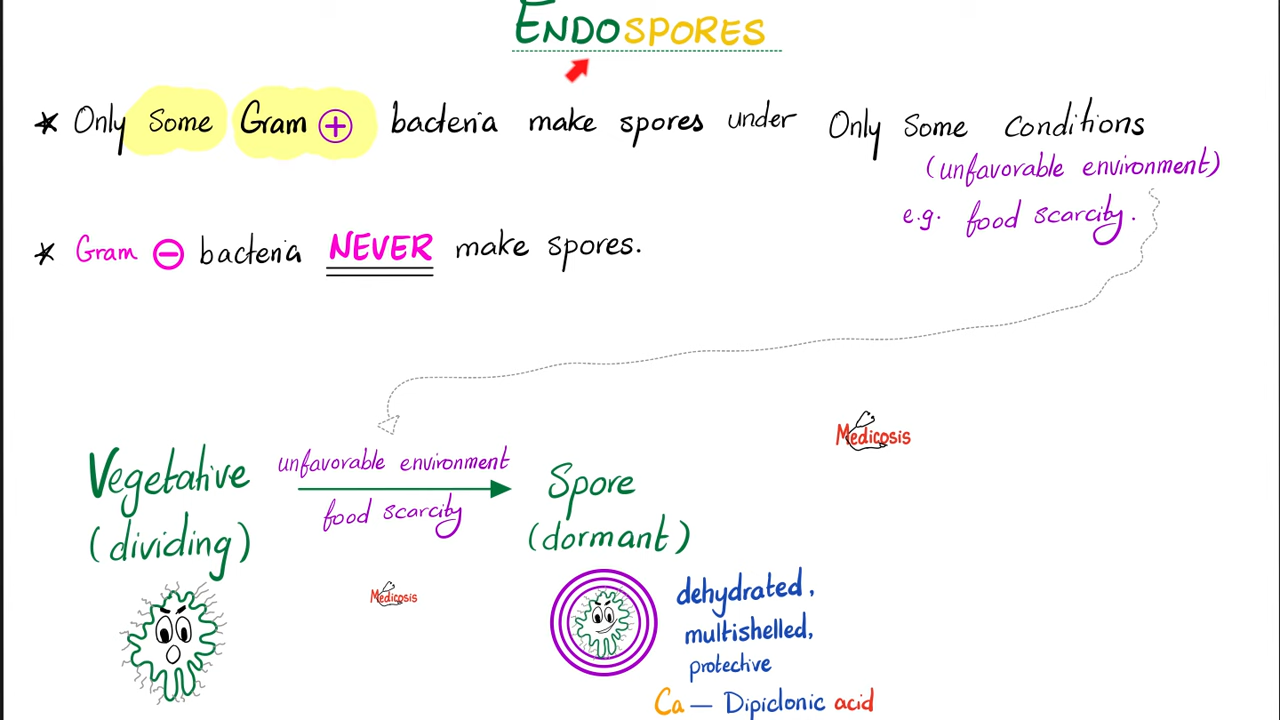 ENDOSPORES
* Only Some Gram + bacteria make spores under Only Some Conditions
(unfavorable environment)
e.g. food scarcity.
* Gram - bacteria NEVER make spores.
Medicosis
Vegetative
(dividing)
unfavorable environment
food scarcity
Spore
(dormant)
Medicosis
dehydrated,
multishelled,
protective
Ca — Dipiclonic acid